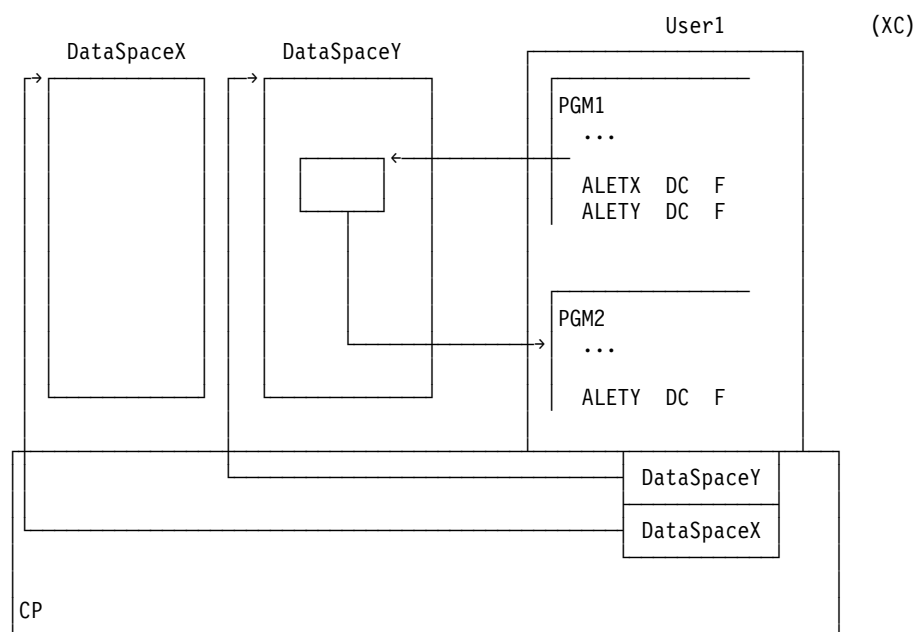 User1 (XC)
DataSpaceX DataSpaceY
PGM1
...
ALETX DC F
ALETY DC F
PGM2
...
ALETY DC F
DataSpaceY
DataSpaceX
CP